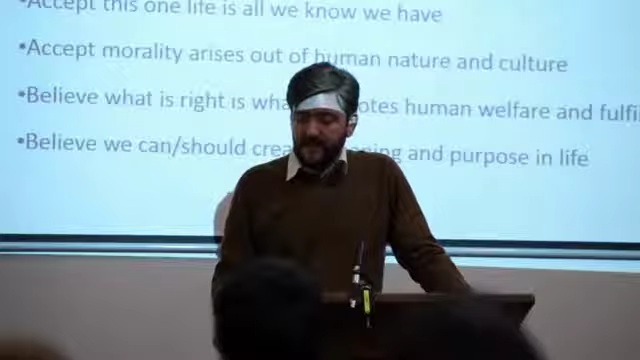 •Accept this one life is all we know we have
•Accept morality arises out of human nature and culture
•Believe what is right is human welfare and
•Believe we can/should and purpose in life